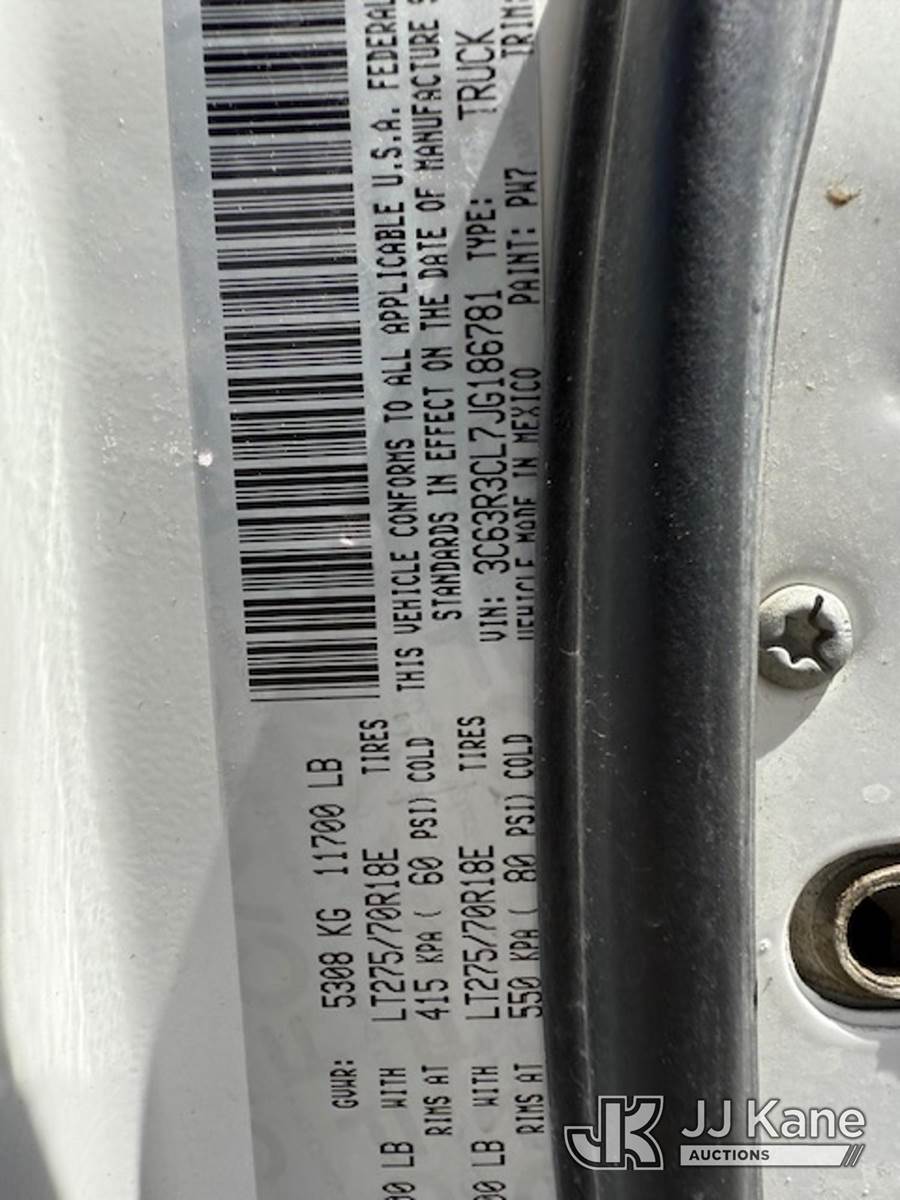 GVWR: 5308 KG 11700 LB
00 LB WITH LT275/70R18E TIRES
RIMS AT 415 KPA ( 60 PSI) COLD
00 LB WITH LT275/70R18E TIRES
RIMS AT 550 KPA ( 80 PSI) COLD
THIS VEHICLE CONFORMS TO ALL APPLICABLE U.S.A. FEDERAL
STANDARDS IN EFFECT ON THE DATE OF MANUFACTURE
VIN: 3C63R3CL7JG186781 TYPE: TRUCK
VEHICLE MADE IN MEXICO PAINT: PW7 TRIM:
JK JJ Kane
AUCTIONS